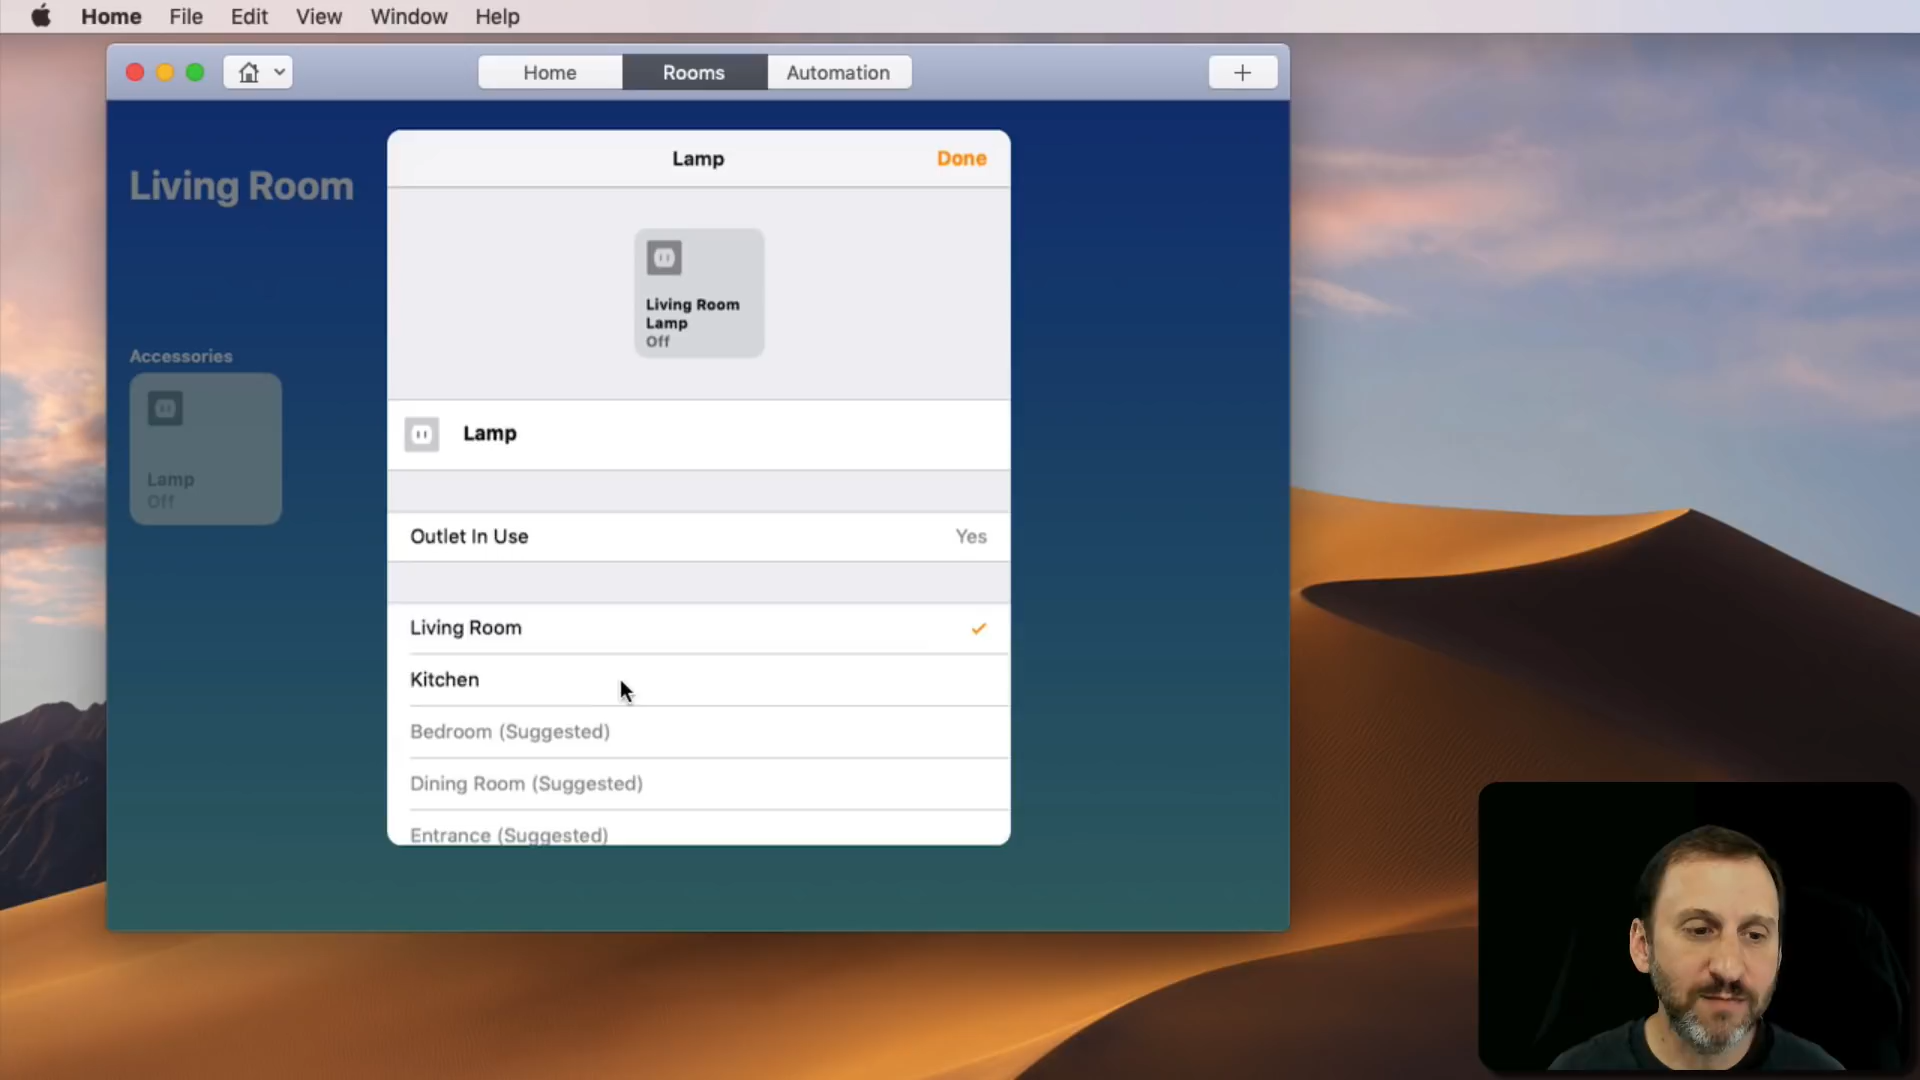 Home File Edit View Window Help
Home Rooms Automation
Living Room
Lamp Done
Living Room
Lamp
Off
Accessories
Lamp
Off
Lamp
Outlet In Use Yes
Living Room
Kitchen
Bedroom (Suggested)
Dining Room (Suggested)
Entrance (Suggested)